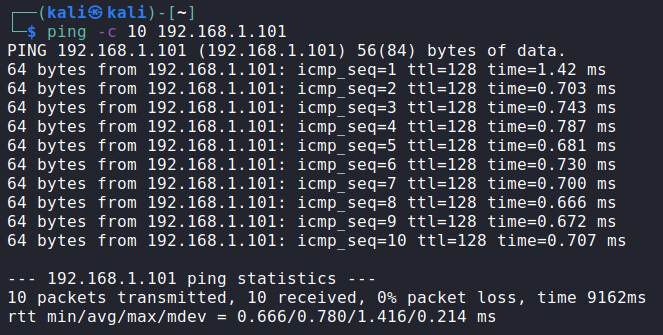 ┌──(kali㉿kali)-[~]
└─$ ping -c 10 192.168.1.101
PING 192.168.1.101 (192.168.1.101) 56(84) bytes of data.
64 bytes from 192.168.1.101: icmp_seq=1 ttl=128 time=1.42 ms
64 bytes from 192.168.1.101: icmp_seq=2 ttl=128 time=0.703 ms
64 bytes from 192.168.1.101: icmp_seq=3 ttl=128 time=0.743 ms
64 bytes from 192.168.1.101: icmp_seq=4 ttl=128 time=0.787 ms
64 bytes from 192.168.1.101: icmp_seq=5 ttl=128 time=0.681 ms
64 bytes from 192.168.1.101: icmp_seq=6 ttl=128 time=0.730 ms
64 bytes from 192.168.1.101: icmp_seq=7 ttl=128 time=0.700 ms
64 bytes from 192.168.1.101: icmp_seq=8 ttl=128 time=0.666 ms
64 bytes from 192.168.1.101: icmp_seq=9 ttl=128 time=0.672 ms
64 bytes from 192.168.1.101: icmp_seq=10 ttl=128 time=0.707 ms

--- 192.168.1.101 ping statistics ---
10 packets transmitted, 10 received, 0% packet loss, time 9162ms
rtt min/avg/max/mdev = 0.666/0.780/1.416/0.214 ms